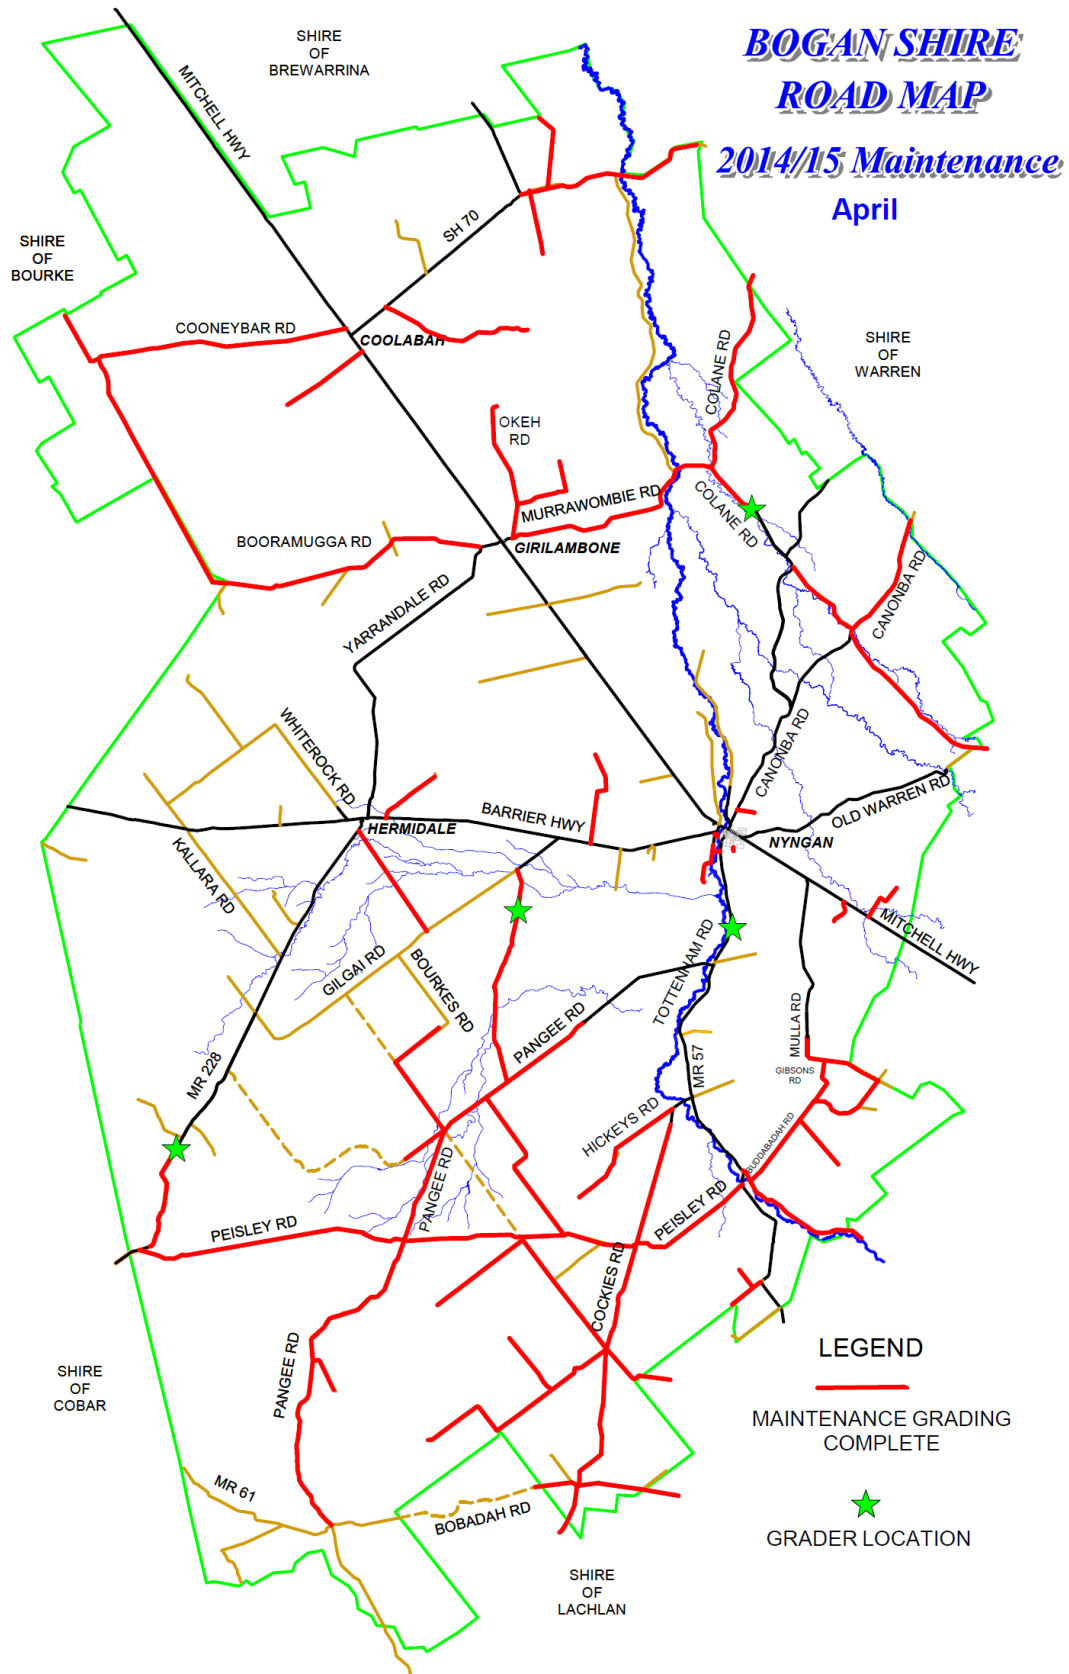 BOGAN SHIRE
ROAD MAP
2014/15 Maintenance
April
SHIRE
OF
BREWARRINA
MITCHELL HWY
SH 70
SHIRE
OF
BOURKE
COONEYBAR RD
COOLABAH
SHIRE
OF
WARREN
COLANE RD
OKEH
RD
MURRAWOMBIE RD
COLANE RD
BOORAMUGGA RD
GIRILAMBONE
CANONBA RD
YARRANDALE RD
WHITEROCK RD
CANONBA RD
OLD WARREN RD
BARRIER HWY
HERMIDALE
NYNGAN
KALLARA RD
MITCHELL HWY
GILGAI RD
BOURKES RD
TOTTENHAM RD
PANGEE RD
MULLA RD
MR 57
GIBSONS
RD
MR 228
HICKEYS RD
BUDDABADAH RD
PANGEE RD
PEISLEY RD
PEISLEY RD
COCKIES RD
PANGEE RD
LEGEND
MAINTENANCE GRADING
COMPLETE
SHIRE
OF
COBAR
MR 61
BOBADAH RD
GRADER LOCATION
SHIRE
OF
LACHLAN